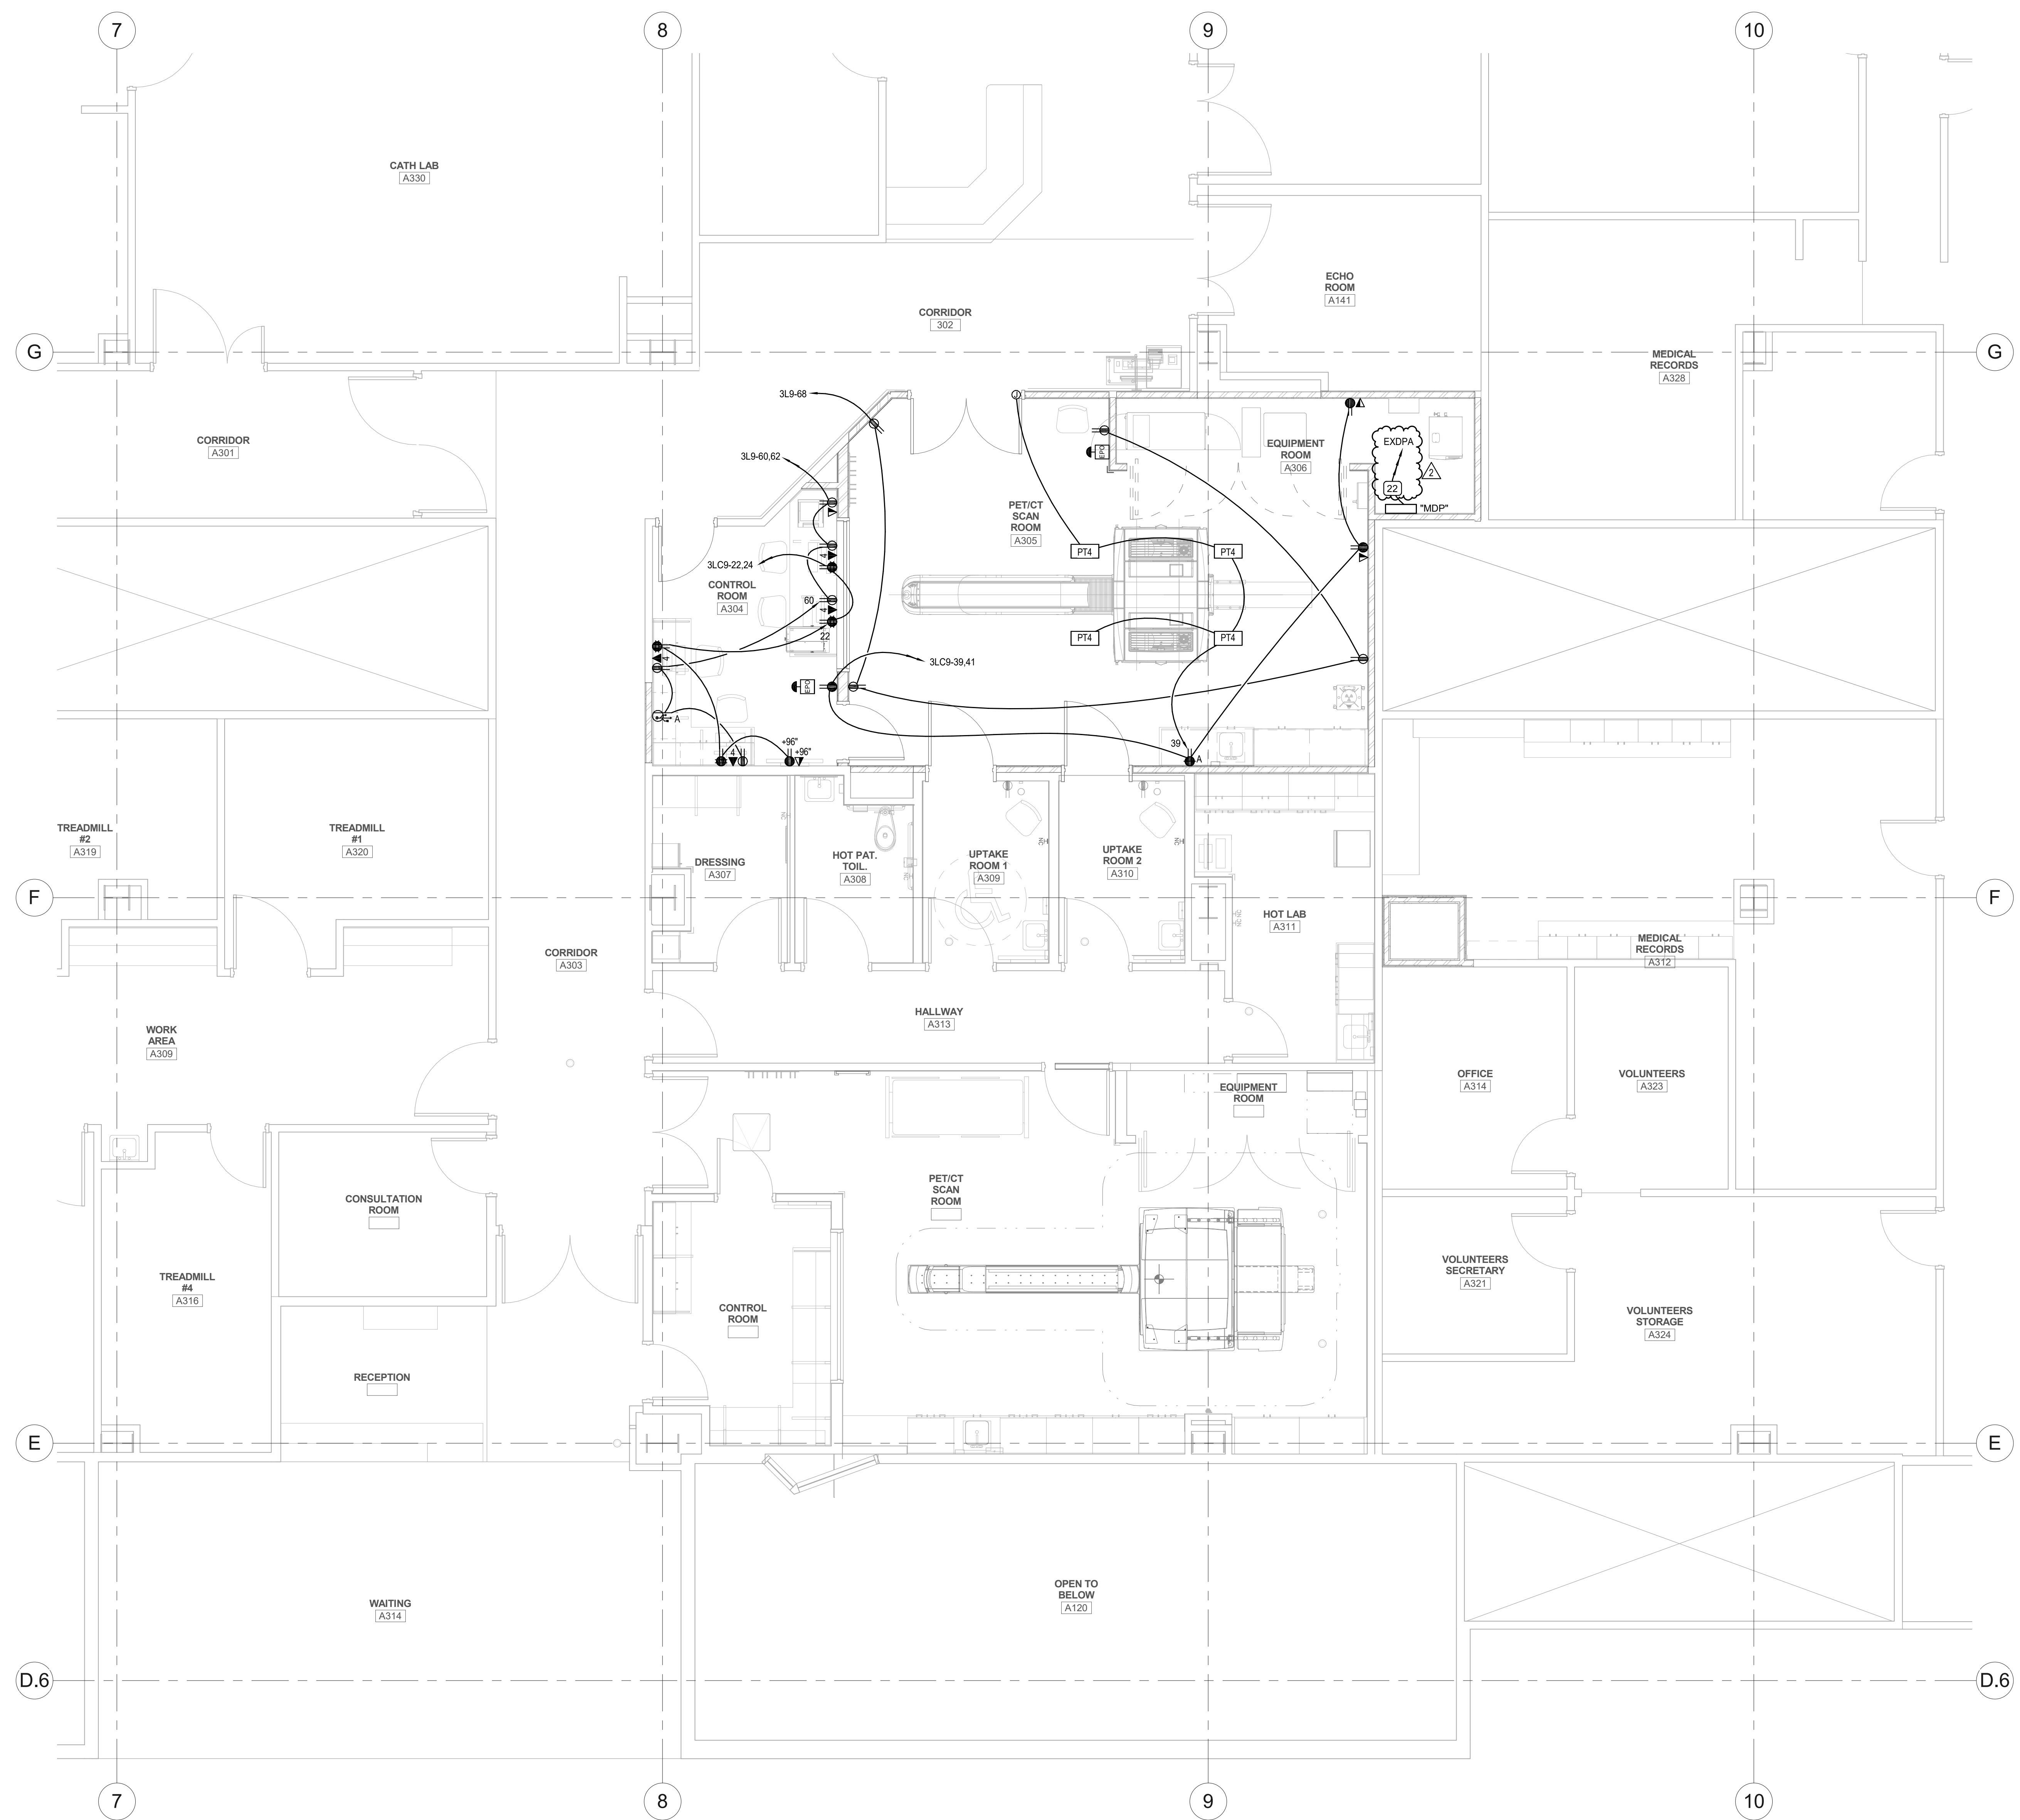 7
8
9
10
CATH LAB
A330
ECHO
ROOM
A141
CORRIDOR
302
G
G
MEDICAL
RECORDS
A328
3L9-68
CORRIDOR
A301
3L9-60,62
EPO
EQUIPMENT
ROOM
A306
EXDPA
2
22
"MDP"
PET/CT
SCAN
ROOM
A305
4
PT4
PT4
3LC9-22,24
CONTROL
ROOM
A304
60
4
22
PT4
PT4
4
3LC9-39,41
EPO
A
39
A
+96"
+96"
4
TREADMILL
#2
A319
TREADMILL
#1
A320
DRESSING
A307
HOT PAT.
TOIL.
A308
UPTAKE
ROOM 1
A309
UPTAKE
ROOM 2
A310
F
F
HOT LAB
A311
MEDICAL
RECORDS
A312
CORRIDOR
A303
HALLWAY
A313
WORK
AREA
A309
OFFICE
A314
VOLUNTEERS
A323
EQUIPMENT
ROOM
CONSULTATION
ROOM
PET/CT
SCAN
ROOM
TREADMILL
#4
A316
CONTROL
ROOM
VOLUNTEERS
SECRETARY
A321
VOLUNTEERS
STORAGE
A324
RECEPTION
E
E
WAITING
A314
OPEN TO
BELOW
A120
D.6
D.6
7
8
9
10